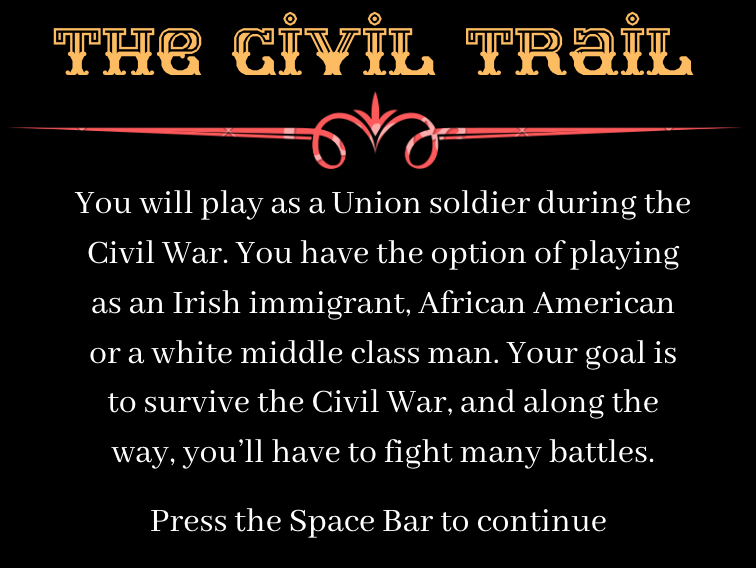 THE CIVIL TRAIL
You will play as a Union soldier during the
Civil War. You have the option of playing
as an Irish immigrant, African American
or a white middle class man. Your goal is
to survive the Civil War, and along the
way, you’ll have to fight many battles.
Press the Space Bar to continue